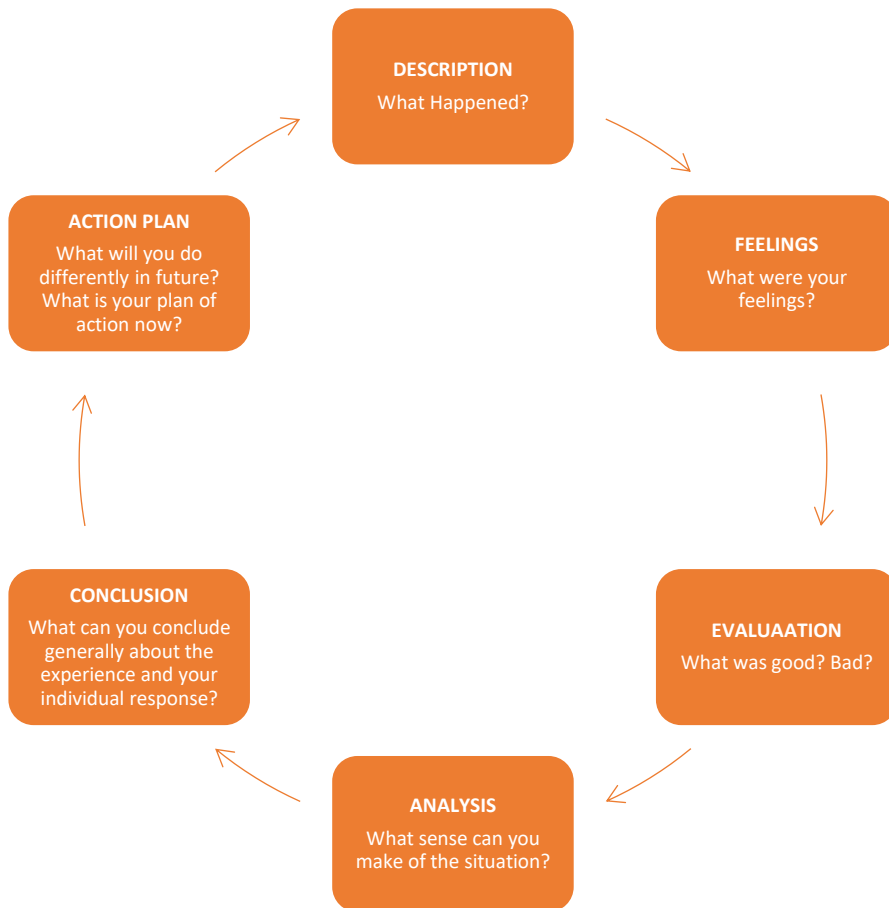 DESCRIPTION
What Happened?
FEELINGS
What were your
feelings?
EVALUAATION
What was good? Bad?
ANALYSIS
What sense can you
make of the situation?
CONCLUSION
What can you conclude
generally about the
experience and your
individual response?
ACTION PLAN
What will you do
differently in future?
What is your plan of
action now?